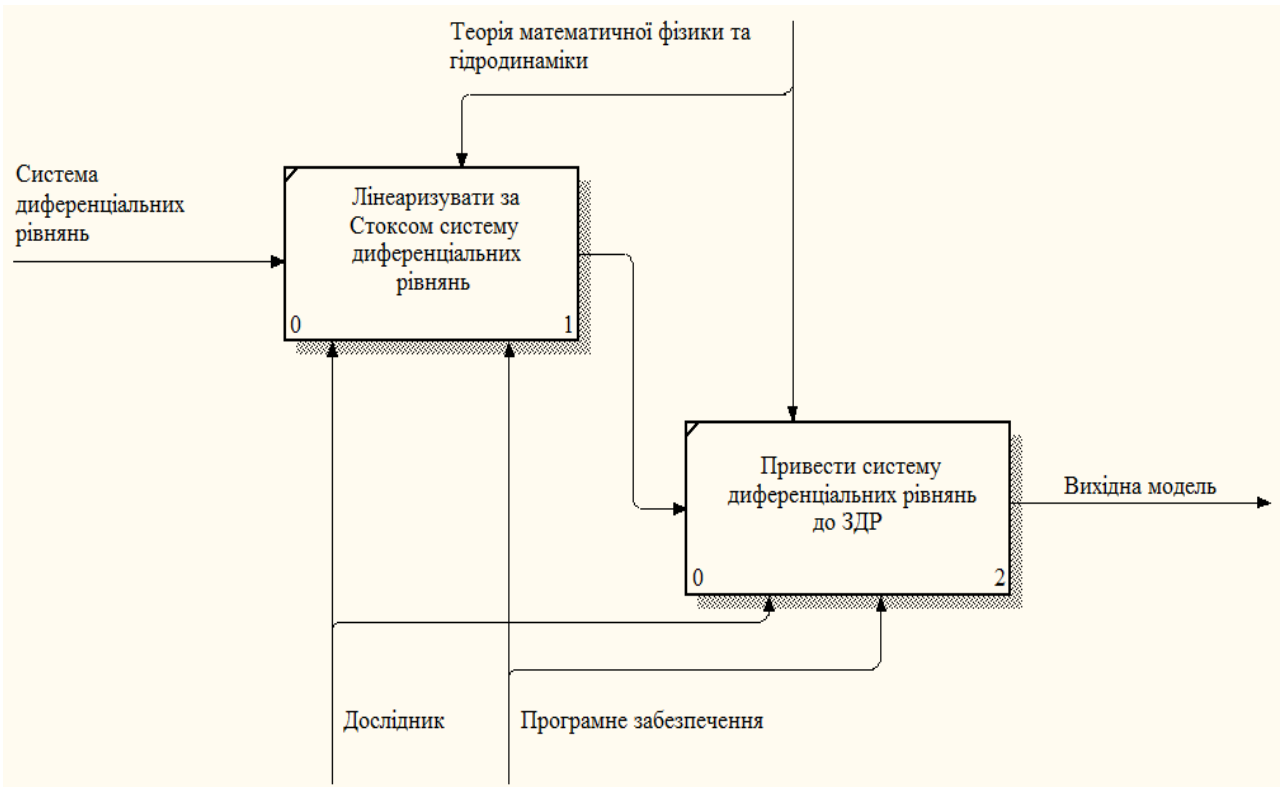 Теорія математичної фізики та
гідродинаміки
Система
диференціальних
рівнянь
Лінеаризувати за
Стоксом систему
диференціальних
рівнянь
0 1
Привести систему
диференціальних рівнянь
до ЗДР
0 2
Вихідна модель
Дослідник
Програмне забезпечення